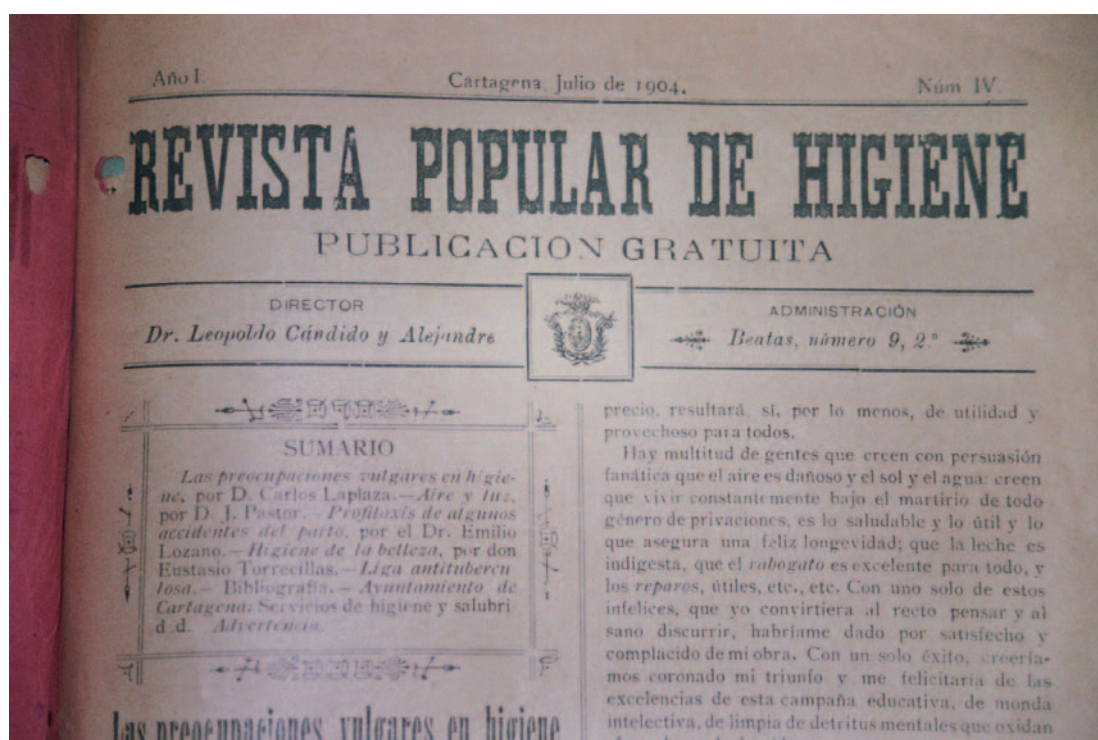 Año I.
Cartagena, Julio de 1904.
Núm IV.
REVISTA POPULAR DE HIGIENE
PUBLICACION GRATUITA
DIRECTOR
Dr. Leopoldo Cándido y Alejandre
ADMINISTRACIÓN
Beatas, número 9, 2.°
SUMARIO
Las preocupaciones vulgares en higie-
ne, por D. Carlos Laplaza.—Aire y luz,
por D. J. Pastor.—Profilaxis de algunos
accidentes del parto, por el Dr. Emilio
Lozano.—Higiene de la belleza, por don
Eustasio Torrecillas.—Liga antitubercu
losa.—Bibliografía.—Ayuntamiento de
Cartagena. Servicios de higiene y salubri
d d. Advertencia.
Las preocupaciones vulgares en higiene
precio, resultará, sí, por lo menos, de utilidad y
provechoso para todos.
Hay multitud de gentes que creen con persuasión
fanática que el aire es dañoso y el sol y el agua: creen
que vivir constantemente bajo el martirio de todo
género de privaciones, es lo saludable y lo útil y lo
que asegura una feliz longevidad; que la leche es
indigesta, que el rabogato es excelente para todo, y
los reparos, útiles, etc., etc. Con uno solo de estos
infelices, que yo convirtiera al recto pensar y al
sano discurrir, habríame dado por satisfecho y
complacido de mi obra. Con un solo éxito, creería-
mos coronado mi triunfo y me felicitaría de las
excelencias de esta campaña educativa, de monda
intelectiva, de limpia de detritus mentales que oxidan